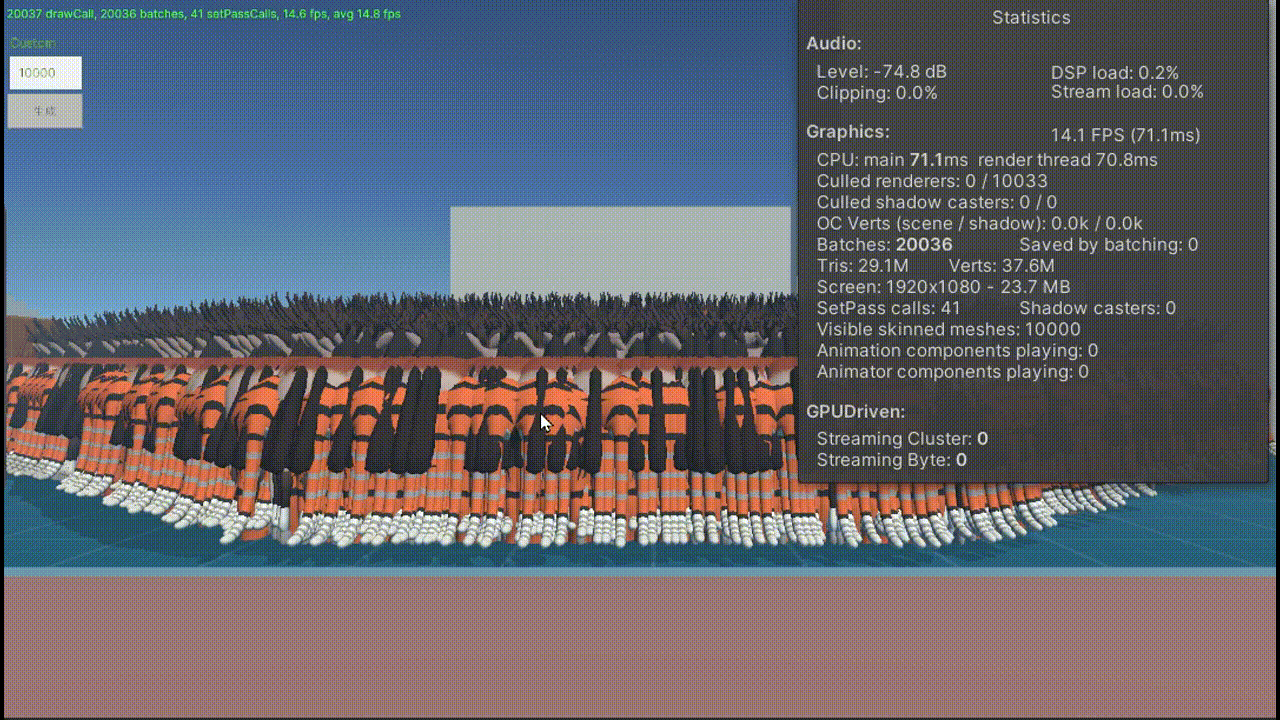 20037 drawCall, 20036 batches, 41 setPassCalls, 14.6 fps, avg 14.8 fps
Custom
10000
生成
Statistics
Audio:
Level: -74.8 dB DSP load: 0.2%
Clipping: 0.0% Stream load: 0.0%
Graphics: 14.1 FPS (71.1ms)
CPU: main 71.1ms render thread 70.8ms
Culled renderers: 0 / 10033
Culled shadow casters: 0 / 0
OC Verts (scene / shadow): 0.0k / 0.0k
Batches: 20036 Saved by batching: 0
Tris: 29.1M Verts: 37.6M
Screen: 1920x1080 - 23.7 MB
SetPass calls: 41 Shadow casters: 0
Visible skinned meshes: 10000
Animation components playing: 0
Animator components playing: 0
GPUDriven:
Streaming Cluster: 0
Streaming Byte: 0